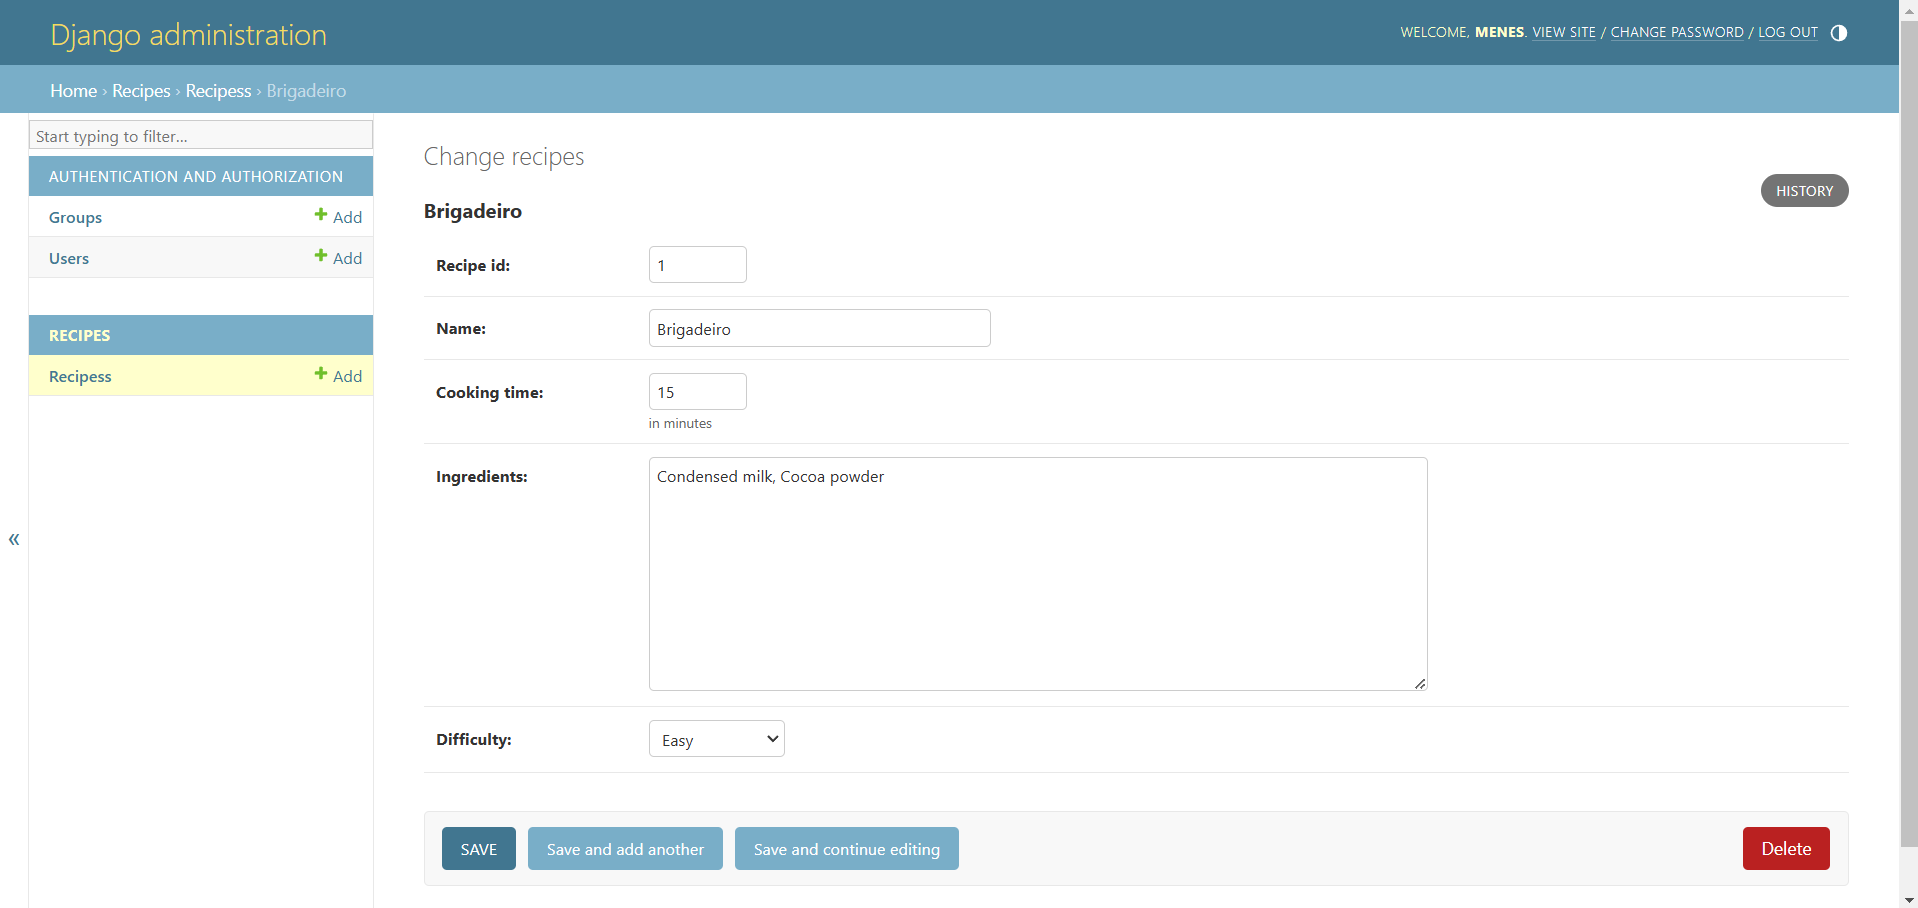 Django administration
WELCOME, MENES. VIEW SITE / CHANGE PASSWORD / LOG OUT
Home › Recipes › Recipess › Brigadeiro
Start typing to filter...
AUTHENTICATION AND AUTHORIZATION
Groups Add
Users Add
RECIPES
Recipess Add
«
Change recipes
HISTORY
Brigadeiro
Recipe id: 1
Name: Brigadeiro
Cooking time: 15
in minutes
Ingredients: Condensed milk, Cocoa powder
Difficulty: Easy
SAVE Save and add another Save and continue editing Delete